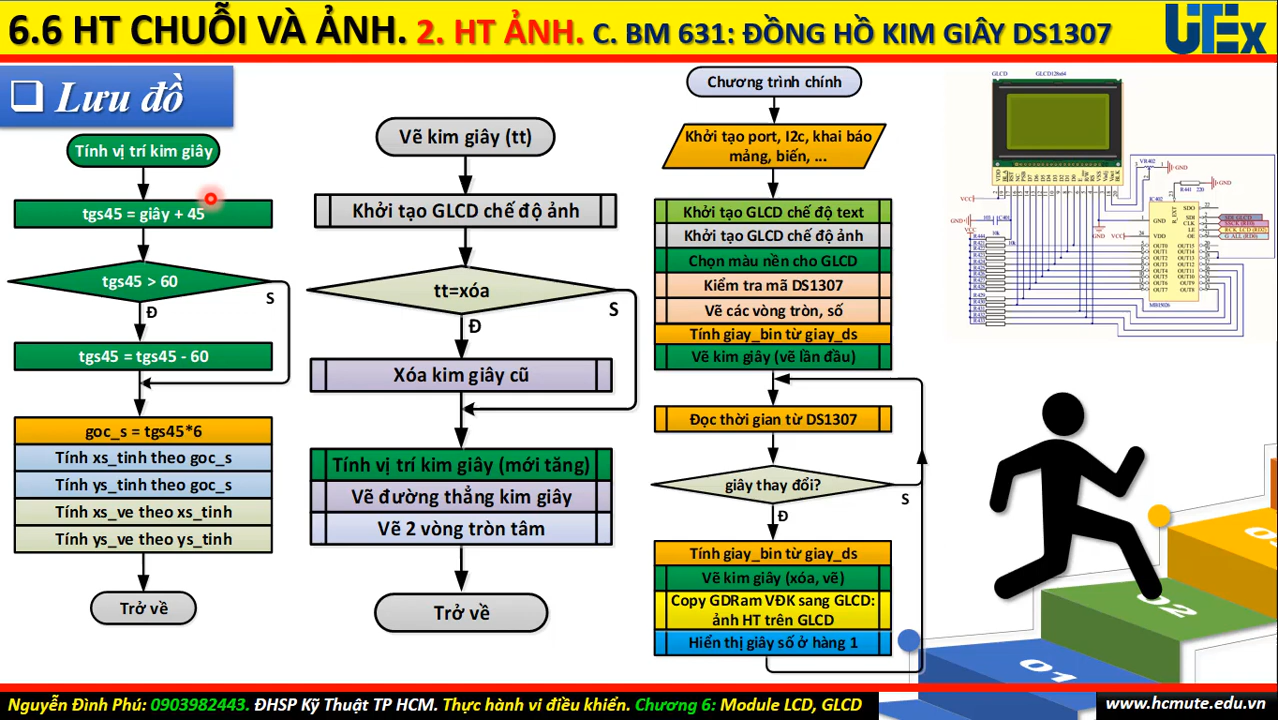 6.6 HT CHUỖI VÀ ẢNH. 2. HT ẢNH. C. BM 631: ĐỒNG HỒ KIM GIÂY DS1307
UTEx
Lưu đồ
Tính vị trí kim giây
tgs45 = giây + 45
tgs45 > 60
S
Đ
tgs45 = tgs45 - 60
goc_s = tgs45*6
Tính xs_tinh theo goc_s
Tính ys_tinh theo goc_s
Tính xs_ve theo xs_tinh
Tính ys_ve theo ys_tinh
Trở về
Vẽ kim giây (tt)
Khởi tạo GLCD chế độ ảnh
tt=xóa
S
Đ
Xóa kim giây cũ
Tính vị trí kim giây (mới tăng)
Vẽ đường thẳng kim giây
Vẽ 2 vòng tròn tâm
Trở về
Chương trình chính
Khởi tạo port, I2c, khai báo
mảng, biến, ...
Khởi tạo GLCD chế độ text
Khởi tạo GLCD chế độ ảnh
Chọn màu nền cho GLCD
Kiểm tra mã DS1307
Vẽ các vòng tròn, số
Tính giay_bin từ giay_ds
Vẽ kim giây (vẽ lần đầu)
Đọc thời gian từ DS1307
giây thay đổi?
S
Đ
Tính giay_bin từ giay_ds
Vẽ kim giây (xóa, vẽ)
Copy GDRam VĐK sang GLCD:
ảnh HT trên GLCD
Hiển thị giây số ở hàng 1
GLCD
GLCD128x64
GND
VCC
01
02
Nguyễn Đình Phú: 0903982443. ĐHSP Kỹ Thuật TP HCM. Thực hành vi điều khiển. Chương 6: Module LCD, GLCD
www.hcmute.edu.vn